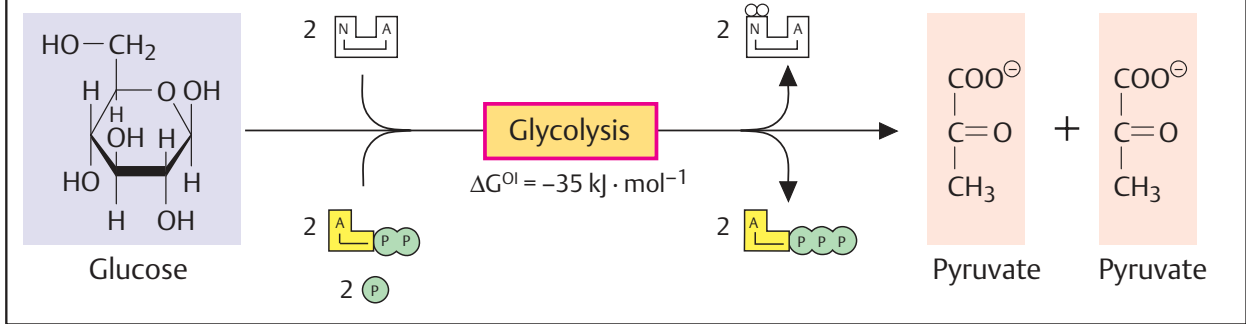 HO—CH₂
H O OH
H
OH H
HO H
H OH
Glucose
2 N A
2 A P P
2 P
Glycolysis
ΔG^OI = –35 kJ · mol⁻¹
2 N A
2 A P P P
COO⊖
C=O
CH₃
Pyruvate
+
COO⊖
C=O
CH₃
Pyruvate